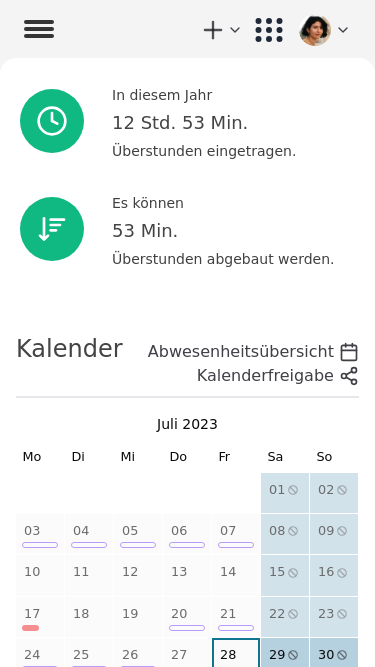 In diesem Jahr
12 Std. 53 Min.
Überstunden eingetragen.
Es können
53 Min.
Überstunden abgebaut werden.
Kalender
Abwesenheitsübersicht
Kalenderfreigabe
Juli 2023
Mo Di Mi Do Fr Sa So
01 02
03 04 05 06 07 08 09
10 11 12 13 14 15 16
17 18 19 20 21 22 23
24 25 26 27 28 29 30